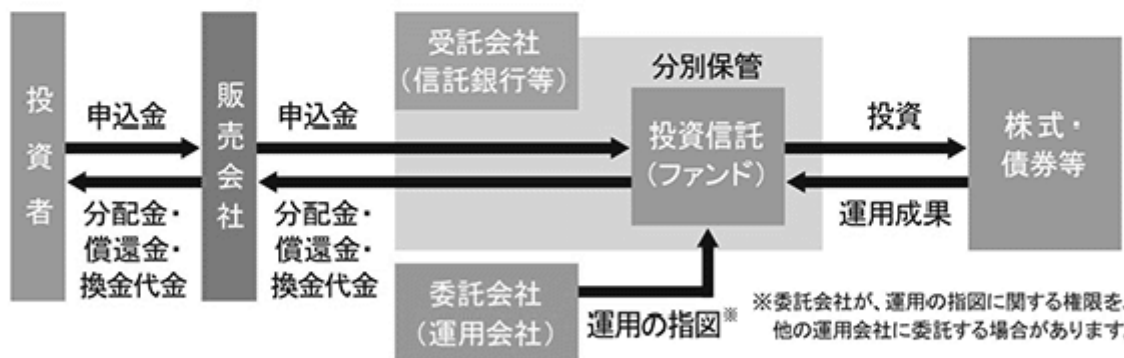 投資者
申込金
分配金・
償還金・
換金代金
販売会社
申込金
分配金・
償還金・
換金代金
受託会社
(信託銀行等)
分別保管
投資信託
(ファンド)
投資
運用成果
株式・
債券等
委託会社
(運用会社)
運用の指図※
※委託会社が、運用の指図に関する権限を、
他の運用会社に委託する場合があります。